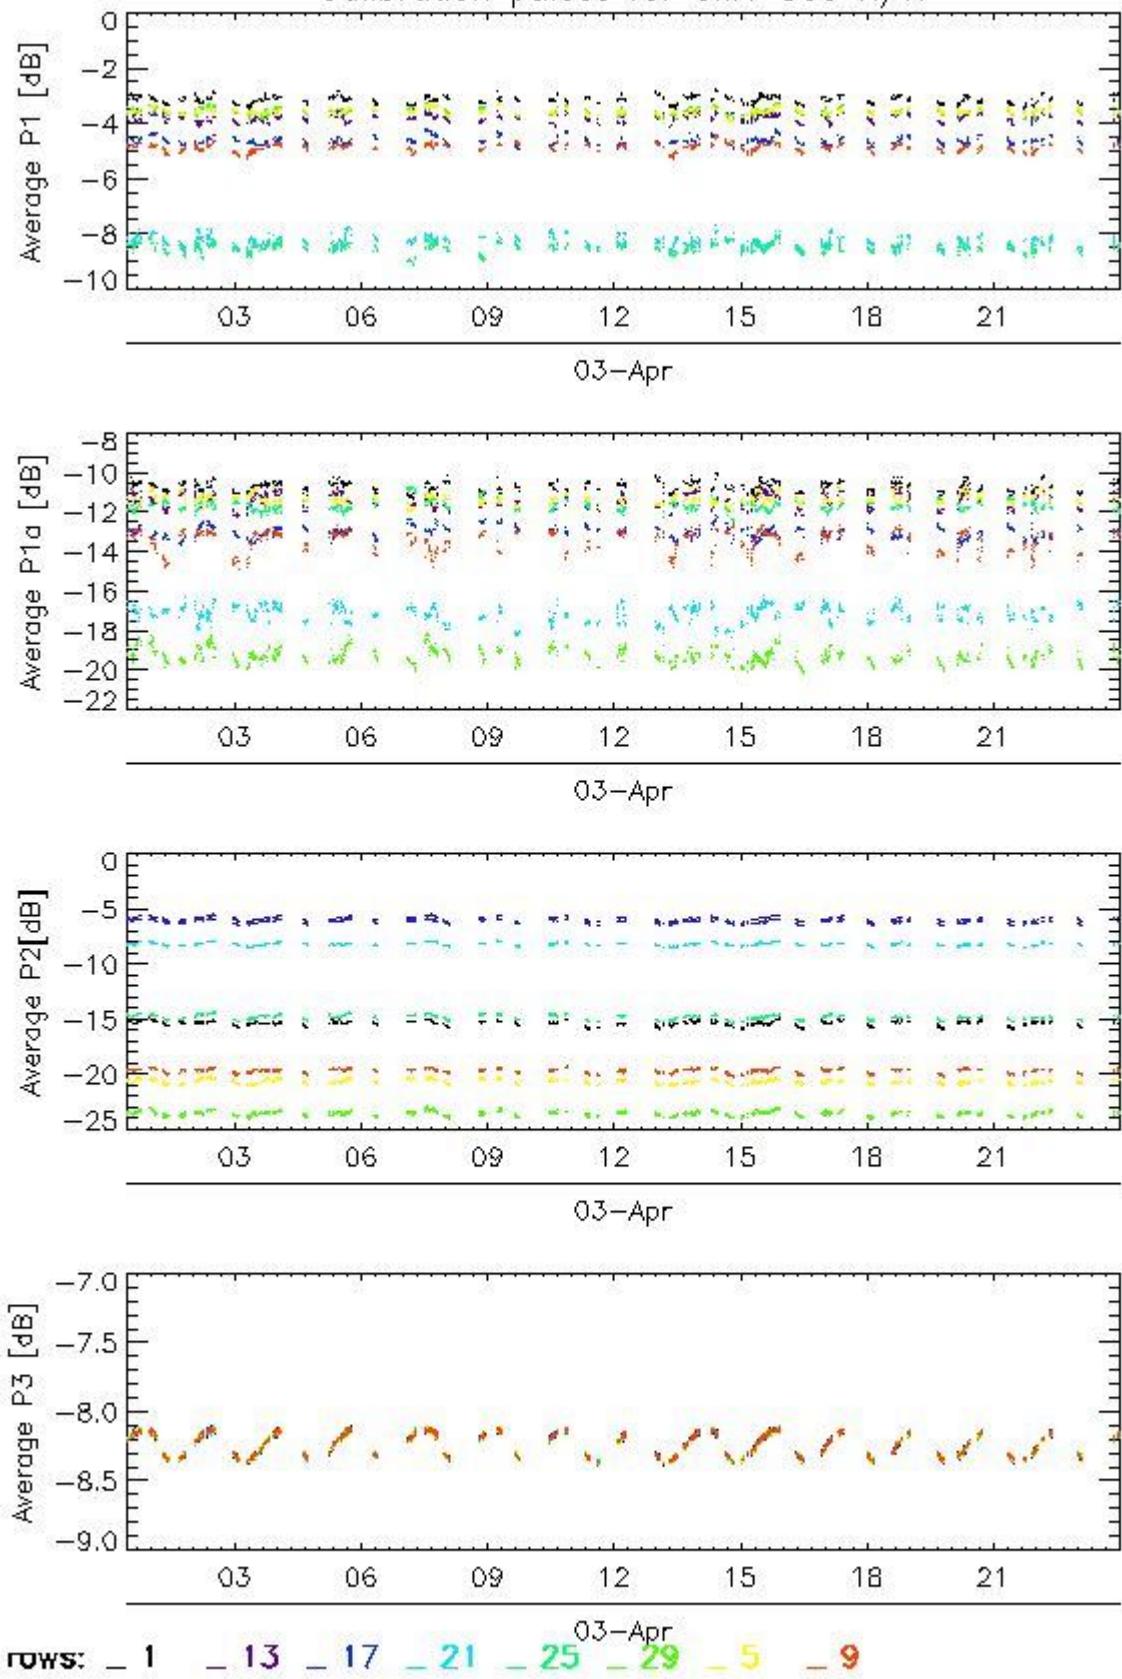 Average P1 [dB]
0
−2
−4
−6
−8
−10
03 06 09 12 15 18 21
03−Apr
Average P1a [dB]
−8
−10
−12
−14
−16
−18
−20
−22
03 06 09 12 15 18 21
03−Apr
Average P2[dB]
0
−5
−10
−15
−20
−25
03 06 09 12 15 18 21
03−Apr
Average P3 [dB]
−7.0
−7.5
−8.0
−8.5
−9.0
03 06 09 12 15 18 21
03−Apr
rows: _ 1 _ 13 _ 17 _ 21 _ 25 _ 29 _ 5 _ 9